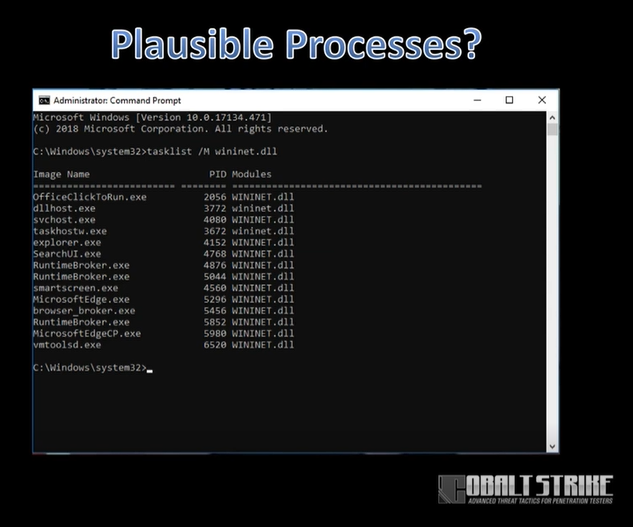 Plausible Processes?
Administrator: Command Prompt
Microsoft Windows [Version 10.0.17134.471]
(c) 2018 Microsoft Corporation. All rights reserved.
C:\Windows\system32>tasklist /M wininet.dll
Image Name                     PID Modules
========================= ======== ============================================
OfficeClickToRun.exe          2056 WININET.dll
dllhost.exe                   3772 wininet.dll
svchost.exe                   4080 WININET.dll
taskhostw.exe                 3672 wininet.dll
explorer.exe                  4152 WININET.dll
SearchUI.exe                  4768 WININET.dll
RuntimeBroker.exe             4876 WININET.dll
RuntimeBroker.exe             5044 WININET.dll
smartscreen.exe               4560 WININET.dll
MicrosoftEdge.exe             5296 WININET.dll
browser_broker.exe            5456 WININET.dll
RuntimeBroker.exe             5852 WININET.dll
MicrosoftEdgeCP.exe           5980 WININET.dll
vmtoolsd.exe                  6520 WININET.dll
C:\Windows\system32>
COBALT STRIKE
ADVANCED THREAT TACTICS FOR PENETRATION TESTERS